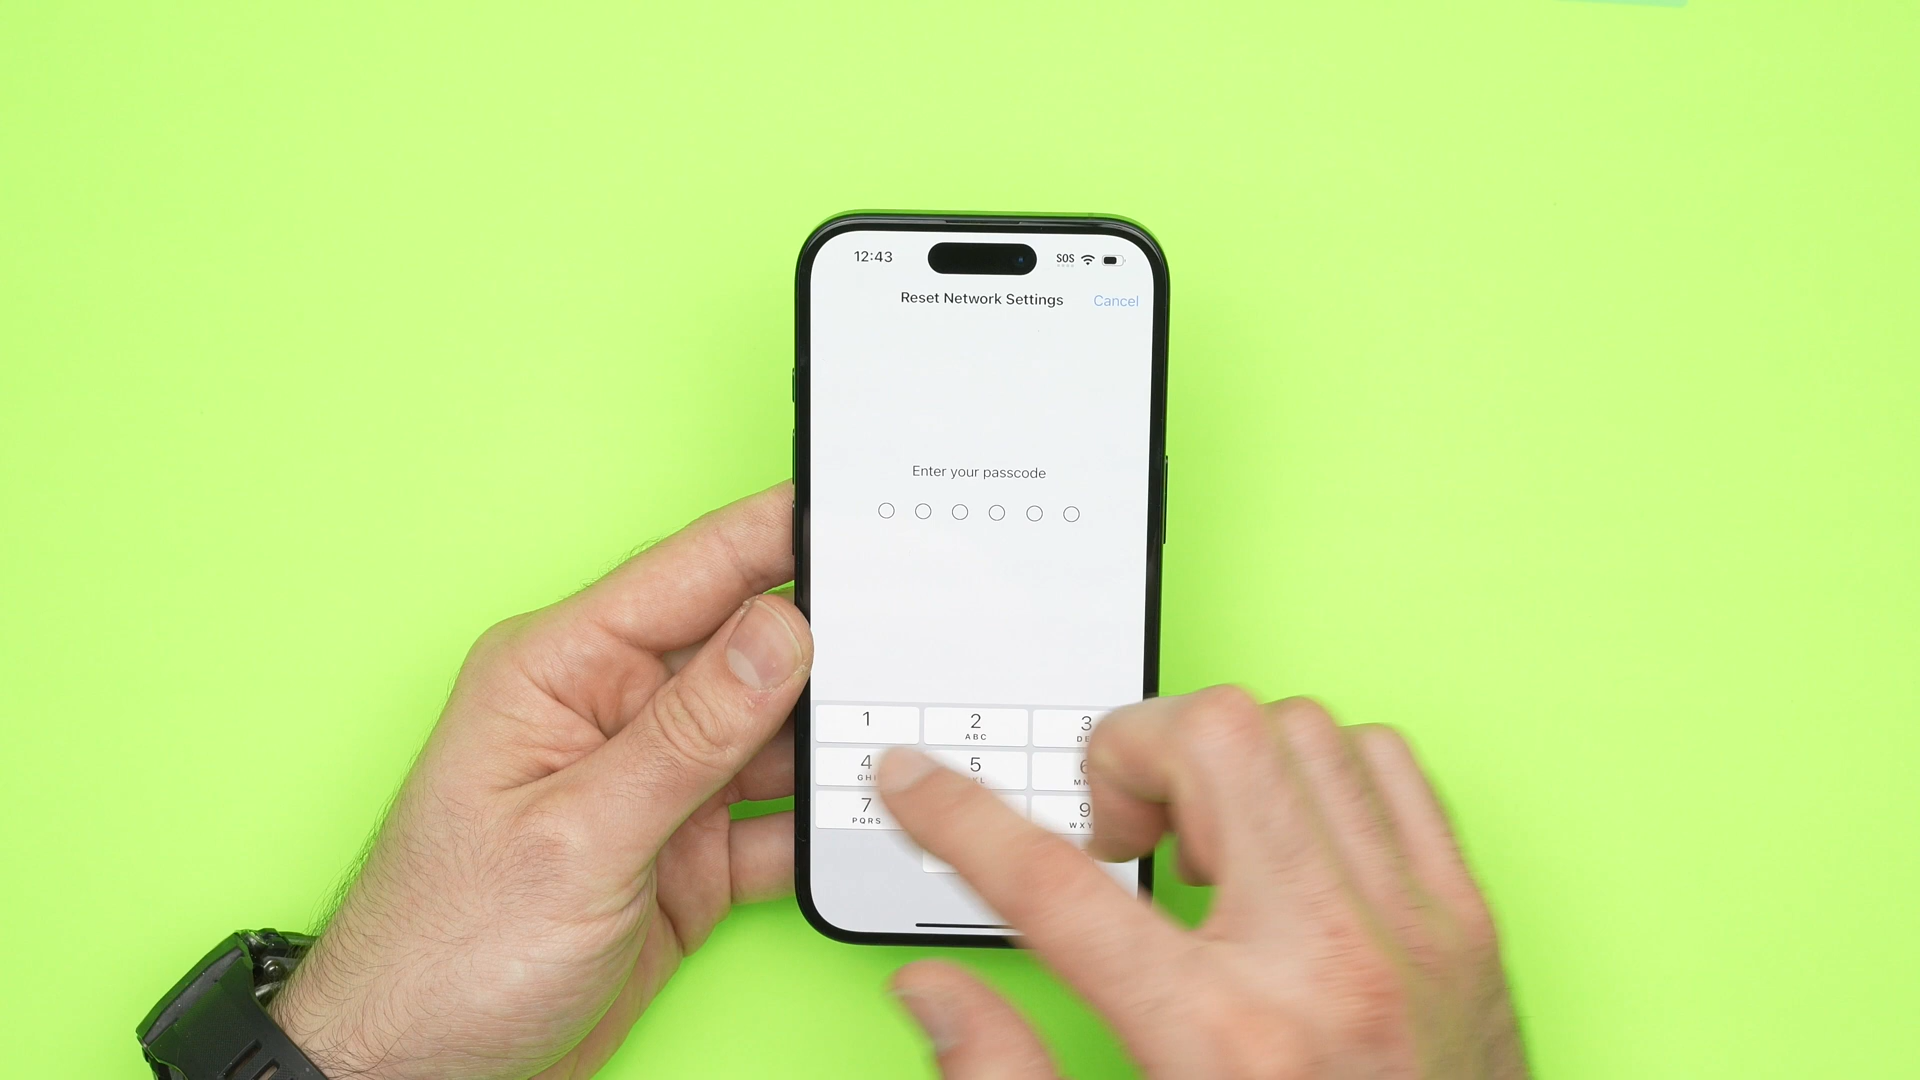 12:43 SOS
Reset Network Settings Cancel
Enter your passcode
1 2 3
ABC
4 5
7 9
PQRS